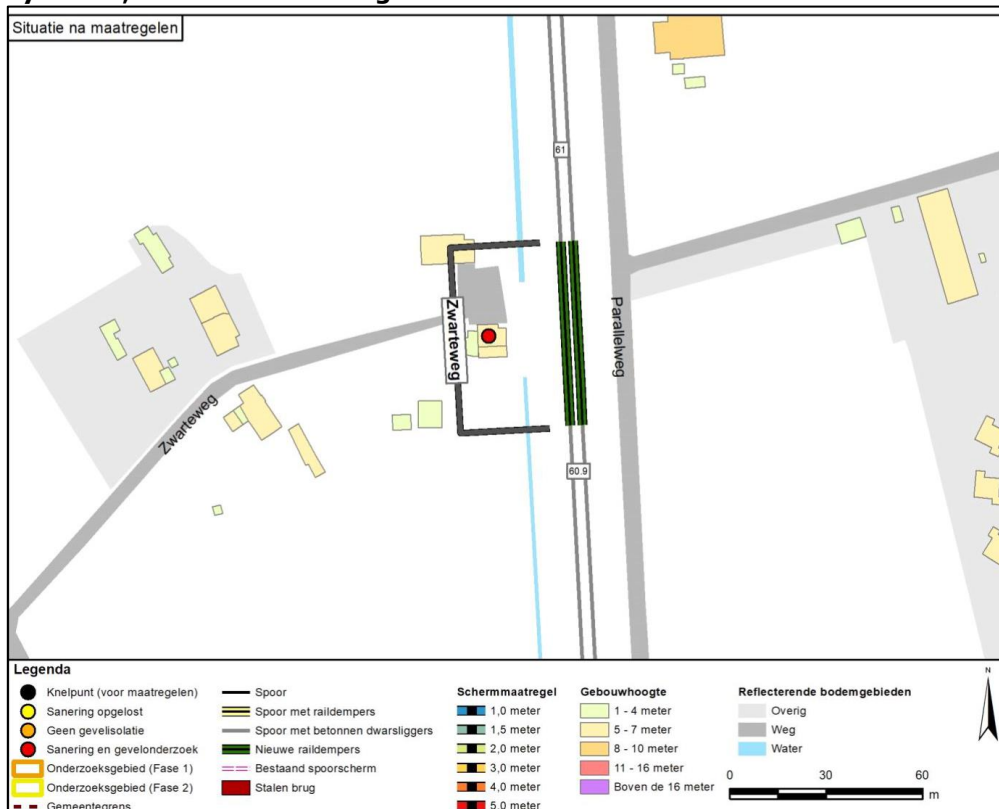 Situatie na maatregelen
61
Zwarteweg
Parallelweg
Zwarteweg
60.9
Legenda
Knelpunt (voor maatregelen)
Sanering opgelost
Geen gevelisolatie
Sanering en gevelonderzoek
Onderzoeksgebied (Fase 1)
Onderzoeksgebied (Fase 2)
Gemeentegrens
Spoor
Spoor met raildempers
Spoor met betonnen dwarsliggers
Nieuwe raildempers
Bestaand spoorscherm
Stalen brug
Schermmaatregel
1,0 meter
1,5 meter
2,0 meter
3,0 meter
4,0 meter
5,0 meter
Gebouwhoogte
1 - 4 meter
5 - 7 meter
8 - 10 meter
11 - 16 meter
Boven de 16 meter
Reflecterende bodemgebieden
Overig
Weg
Water
N
0 30 60
m